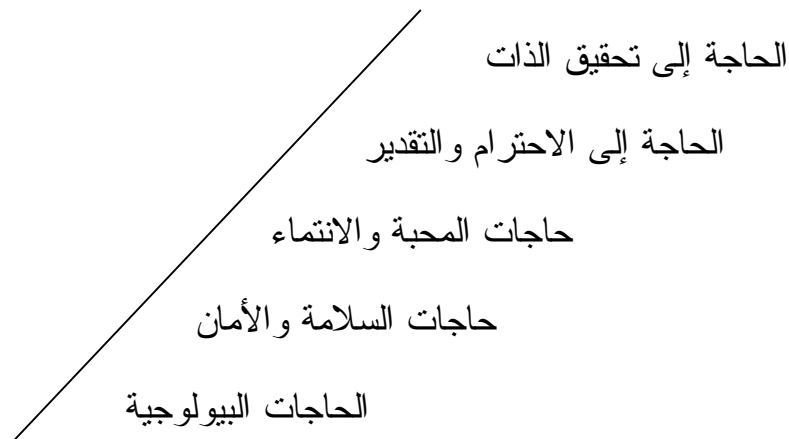 الحاجة إلى تحقيق الذات
الحاجة إلى الاحترام والتقدير
حاجات المحبة والانتماء
حاجات السلامة والأمان
الحاجات البيولوجية